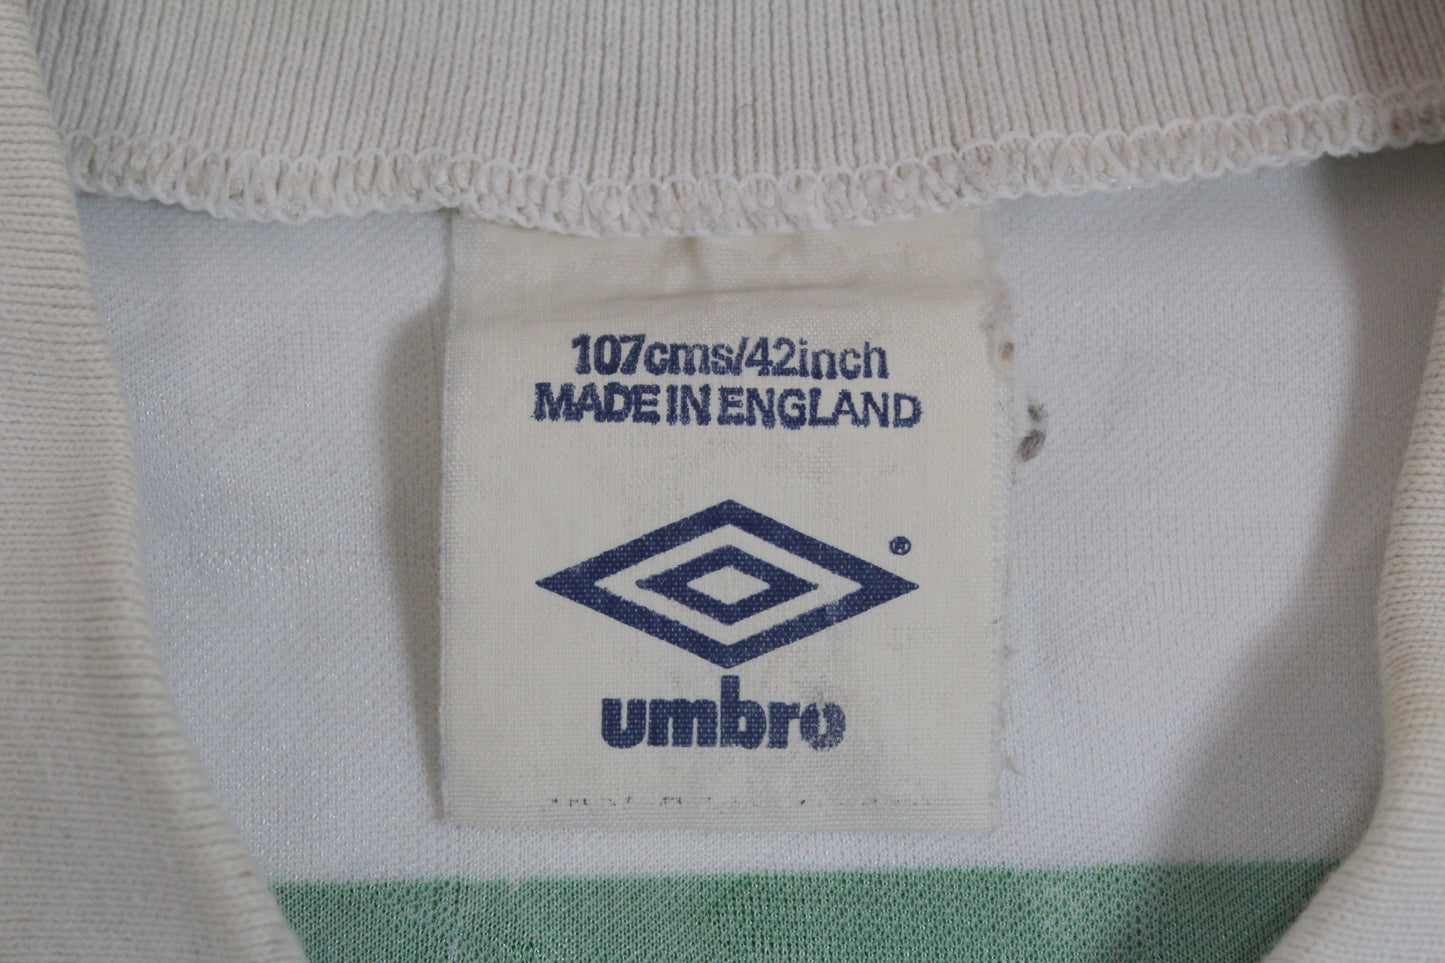 107cms/42inch
MADE IN ENGLAND
®
umbro